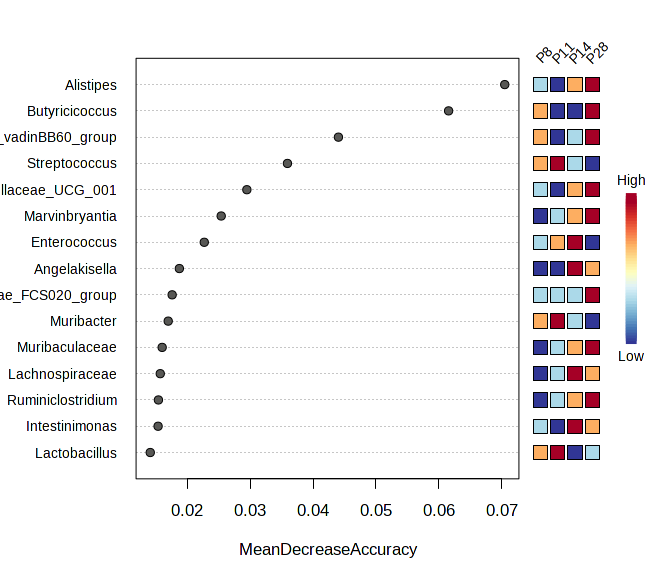 P8 P11 P14 P28
Alistipes
Butyricicoccus
_vadinBB60_group
Streptococcus
llaceae_UCG_001
Marvinbryantia
Enterococcus
Angelakisella
ae_FCS020_group
Muribacter
Muribaculaceae
Lachnospiraceae
Ruminiclostridium
Intestinimonas
Lactobacillus
High
Low
0.02 0.03 0.04 0.05 0.06 0.07
MeanDecreaseAccuracy